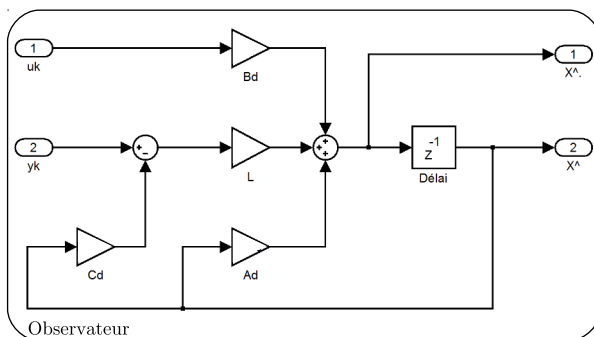 1
uk
Bd
1
X^.
2
yk
+
−
L
+
+
+
-1
Z
Délai
2
X^
Cd
Ad
Observateur